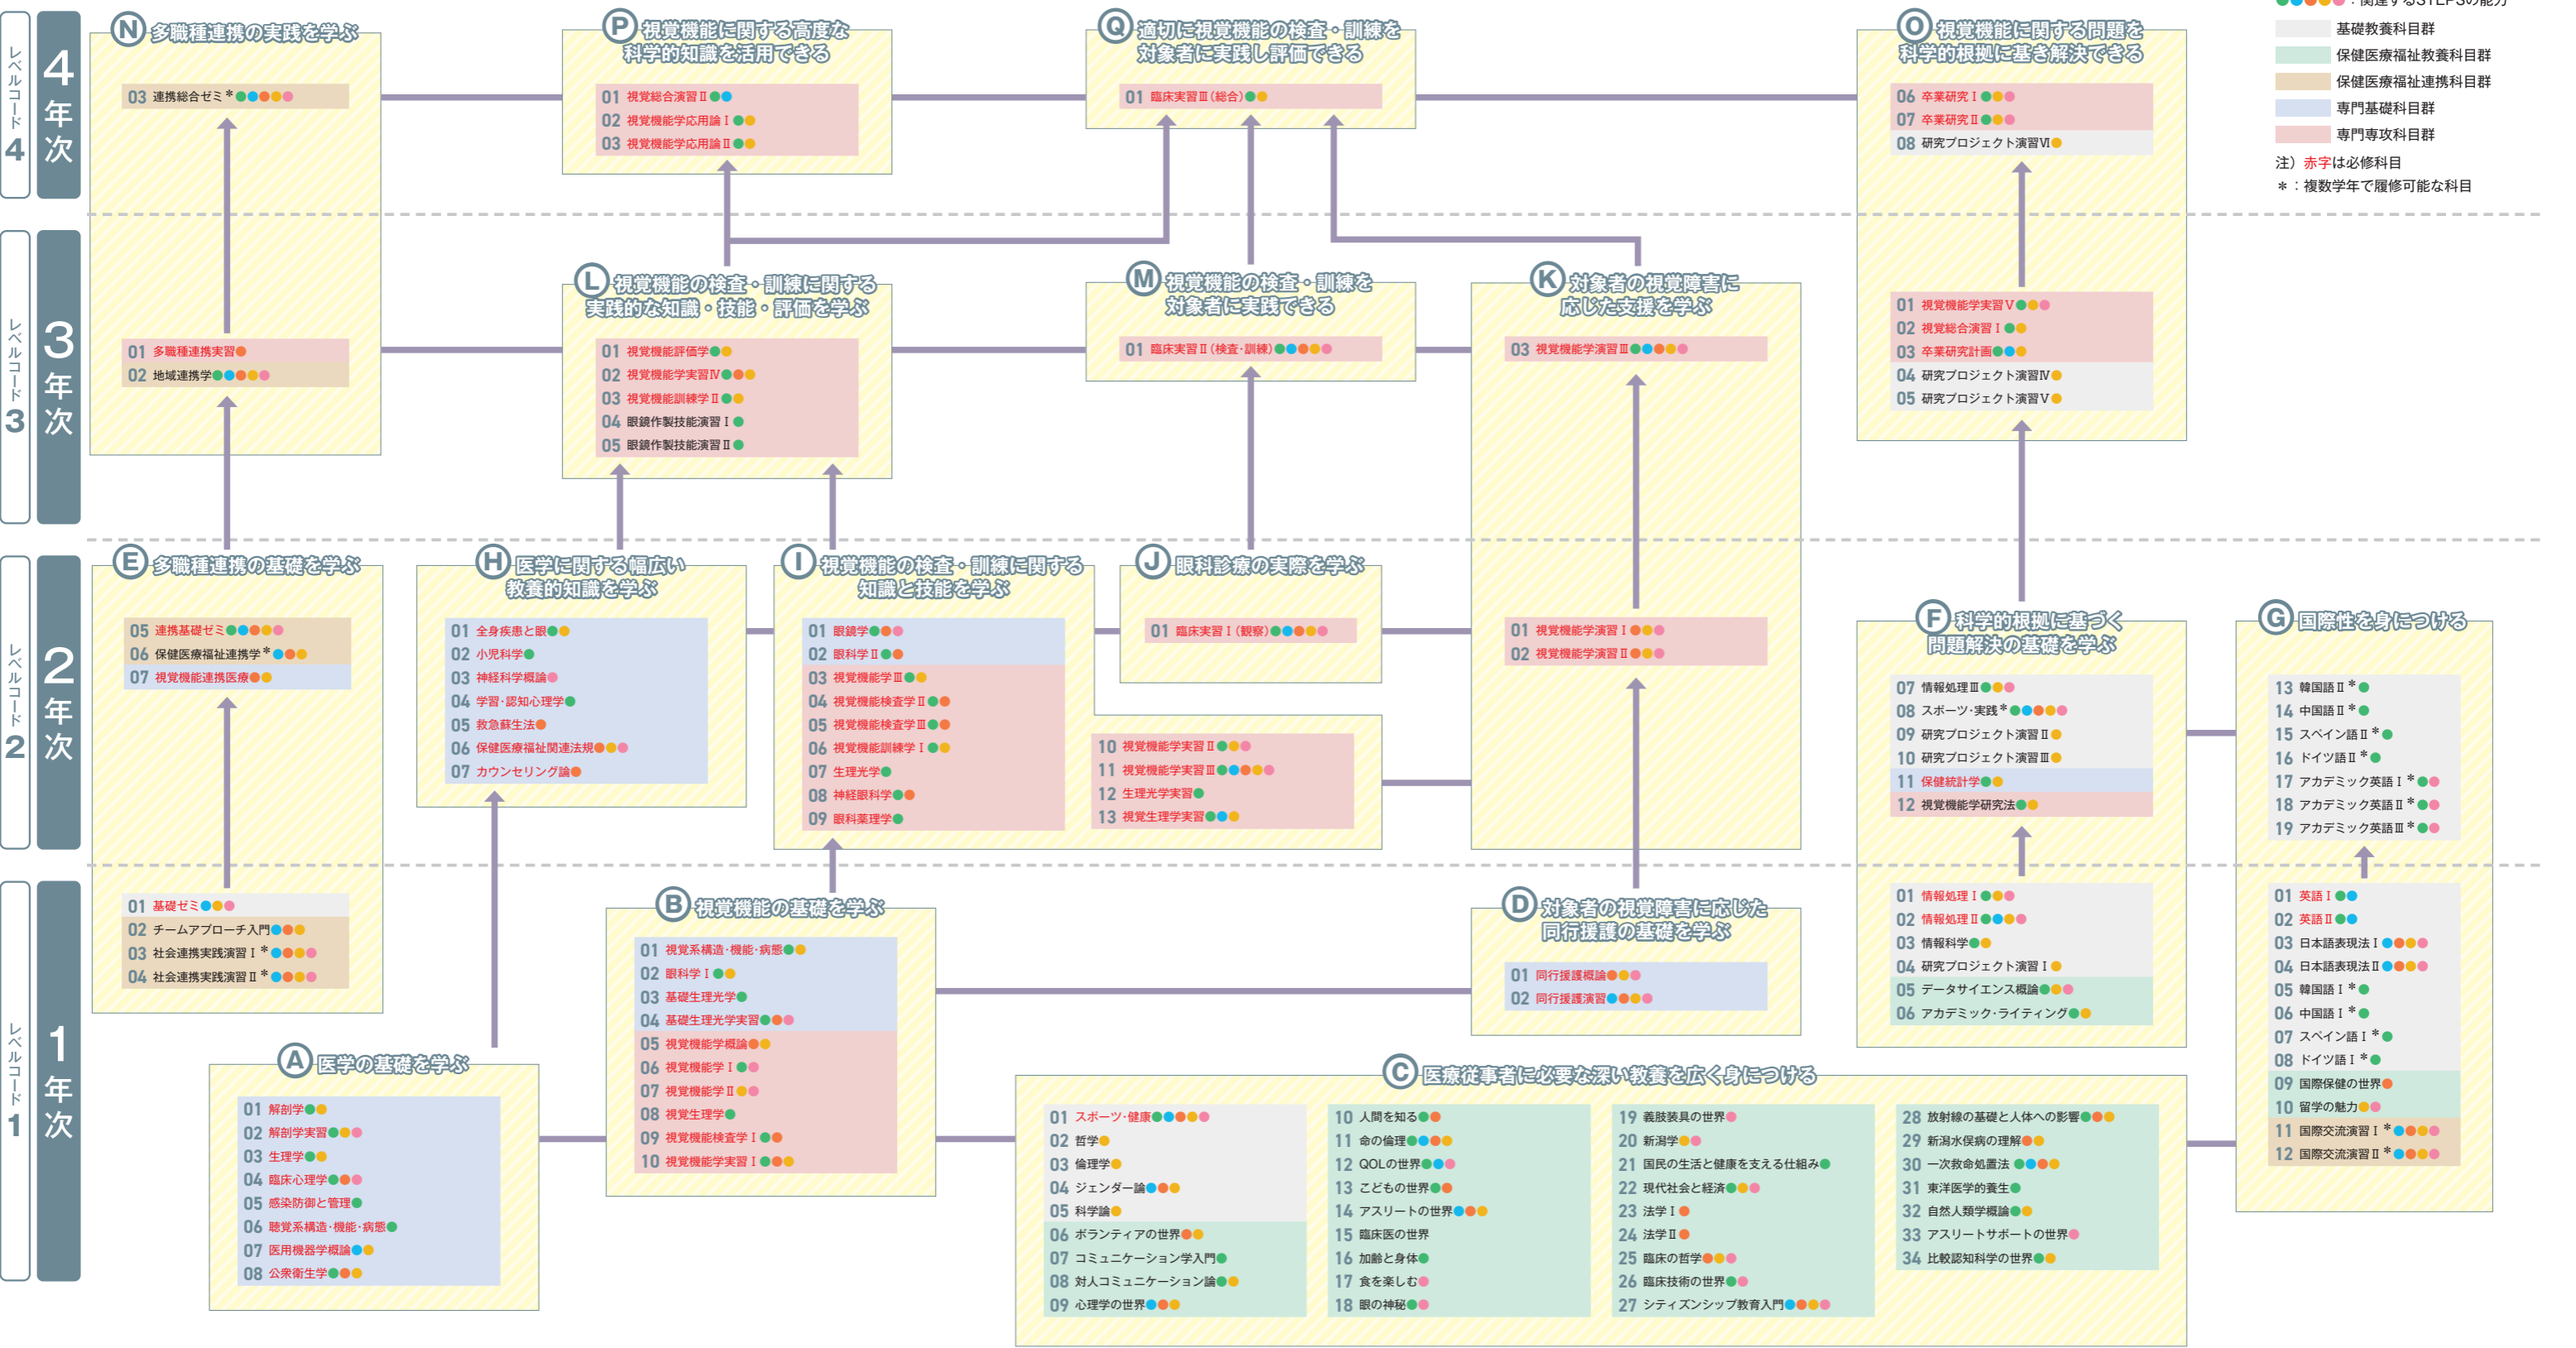 ：関連するSTEPSの能力
基礎教養科目群
保健医療福祉教養科目群
保健医療福祉連携科目群
専門基礎科目群
専門専攻科目群
注）赤字は必修科目
＊：複数学年で履修可能な科目
レベルコード 4
4年次
N 多職種連携の実践を学ぶ
03 連携総合ゼミ＊
P 視覚機能に関する高度な
科学的知識を活用できる
01 視覚総合演習Ⅱ
02 視覚機能学応用論Ⅰ
03 視覚機能学応用論Ⅱ
Q 適切に視覚機能の検査・訓練を
対象者に実践し評価できる
01 臨床実習Ⅲ（総合）
O 視覚機能に関する問題を
科学的根拠に基き解決できる
06 卒業研究Ⅰ
07 卒業研究Ⅱ
08 研究プロジェクト演習Ⅵ
レベルコード 3
3年次
01 多職種連携実習
02 地域連携学
L 視覚機能の検査・訓練に関する
実践的な知識・技能・評価を学ぶ
01 視覚機能評価学
02 視覚機能学実習Ⅳ
03 視覚機能訓練学Ⅱ
04 眼鏡作製技能演習Ⅰ
05 眼鏡作製技能演習Ⅱ
M 視覚機能の検査・訓練を
対象者に実践できる
01 臨床実習Ⅱ（検査・訓練）
K 対象者の視覚障害に
応じた支援を学ぶ
03 視覚機能学演習Ⅲ
01 視覚機能学実習Ⅴ
02 視覚総合演習Ⅰ
03 卒業研究計画
04 研究プロジェクト演習Ⅳ
05 研究プロジェクト演習Ⅴ
レベルコード 2
2年次
E 多職種連携の基礎を学ぶ
05 連携基礎ゼミ
06 保健医療福祉連携学＊
07 視覚機能連携医療
H 医学に関する幅広い
教養的知識を学ぶ
01 全身疾患と眼
02 小児科学
03 神経科学概論
04 学習・認知心理学
05 救急蘇生法
06 保健医療福祉関連法規
07 カウンセリング論
I 視覚機能の検査・訓練に関する
知識と技能を学ぶ
01 眼鏡学
02 眼科学Ⅱ
03 視覚機能学Ⅲ
04 視覚機能検査学Ⅱ
05 視覚機能検査学Ⅲ
06 視覚機能訓練学Ⅰ
07 生理光学
08 神経眼科学
09 眼科薬理学
10 視覚機能学実習Ⅱ
11 視覚機能学実習Ⅲ
12 生理光学実習
13 視覚生理学実習
J 眼科診療の実際を学ぶ
01 臨床実習Ⅰ（観察）
01 視覚機能学演習Ⅰ
02 視覚機能学演習Ⅱ
F 科学的根拠に基づく
問題解決の基礎を学ぶ
07 情報処理Ⅲ
08 スポーツ・実践＊
09 研究プロジェクト演習Ⅱ
10 研究プロジェクト演習Ⅲ
11 保健統計学
12 視覚機能学研究法
G 国際性を身につける
13 韓国語Ⅱ＊
14 中国語Ⅱ＊
15 スペイン語Ⅱ＊
16 ドイツ語Ⅱ＊
17 アカデミック英語Ⅰ＊
18 アカデミック英語Ⅱ＊
19 アカデミック英語Ⅲ＊
レベルコード 1
1年次
01 基礎ゼミ
02 チームアプローチ入門
03 社会連携実践演習Ⅰ＊
04 社会連携実践演習Ⅱ＊
A 医学の基礎を学ぶ
01 解剖学
02 解剖学実習
03 生理学
04 臨床心理学
05 感染防御と管理
06 聴覚系構造・機能・病態
07 医用機器学概論
08 公衆衛生学
B 視覚機能の基礎を学ぶ
01 視覚系構造・機能・病態
02 眼科学Ⅰ
03 基礎生理光学
04 基礎生理光学実習
05 視覚機能学概論
06 視覚機能学Ⅰ
07 視覚機能学Ⅱ
08 視覚生理学
09 視覚機能検査学Ⅰ
10 視覚機能学実習Ⅰ
D 対象者の視覚障害に応じた
同行援護の基礎を学ぶ
01 同行援護概論
02 同行援護演習
C 医療従事者に必要な深い教養を広く身につける
01 スポーツ・健康
02 哲学
03 倫理学
04 ジェンダー論
05 科学論
06 ボランティアの世界
07 コミュニケーション学入門
08 対人コミュニケーション論
09 心理学の世界
10 人間を知る
11 命の倫理
12 QOLの世界
13 こどもの世界
14 アスリートの世界
15 臨床医の世界
16 加齢と身体
17 食を楽しむ
18 眼の神秘
19 義肢装具の世界
20 新潟学
21 国民の生活と健康を支える仕組み
22 現代社会と経済
23 法学Ⅰ
24 法学Ⅱ
25 臨床の哲学
26 臨床技術の世界
27 シティズンシップ教育入門
28 放射線の基礎と人体への影響
29 新潟水俣病の理解
30 一次救命処置法
31 東洋医学的養生
32 自然人類学概論
33 アスリートサポートの世界
34 比較認知科学の世界
01 情報処理Ⅰ
02 情報処理Ⅱ
03 情報科学
04 研究プロジェクト演習Ⅰ
05 データサイエンス概論
06 アカデミック・ライティング
01 英語Ⅰ
02 英語Ⅱ
03 日本語表現法Ⅰ
04 日本語表現法Ⅱ
05 韓国語Ⅰ＊
06 中国語Ⅰ＊
07 スペイン語Ⅰ＊
08 ドイツ語Ⅰ＊
09 国際保健の世界
10 留学の魅力
11 国際交流演習Ⅰ＊
12 国際交流演習Ⅱ＊